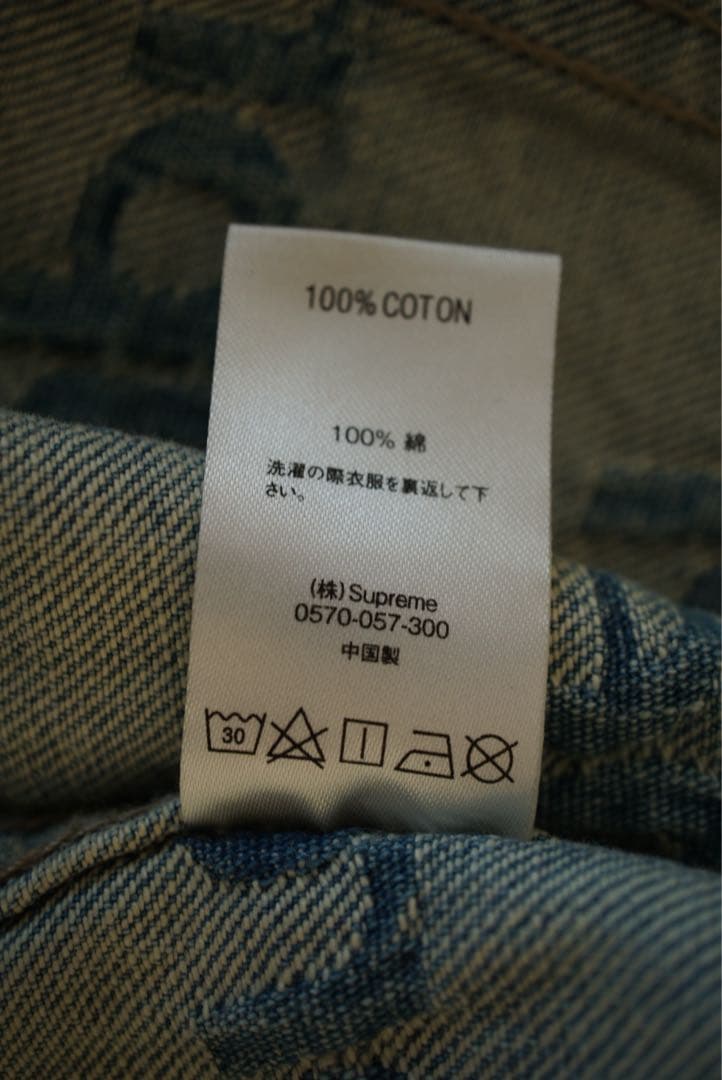 100% COTON
100% 綿
洗濯の際衣服を裏返して下
さい。
(株) Supreme
0570-057-300
中国製
30